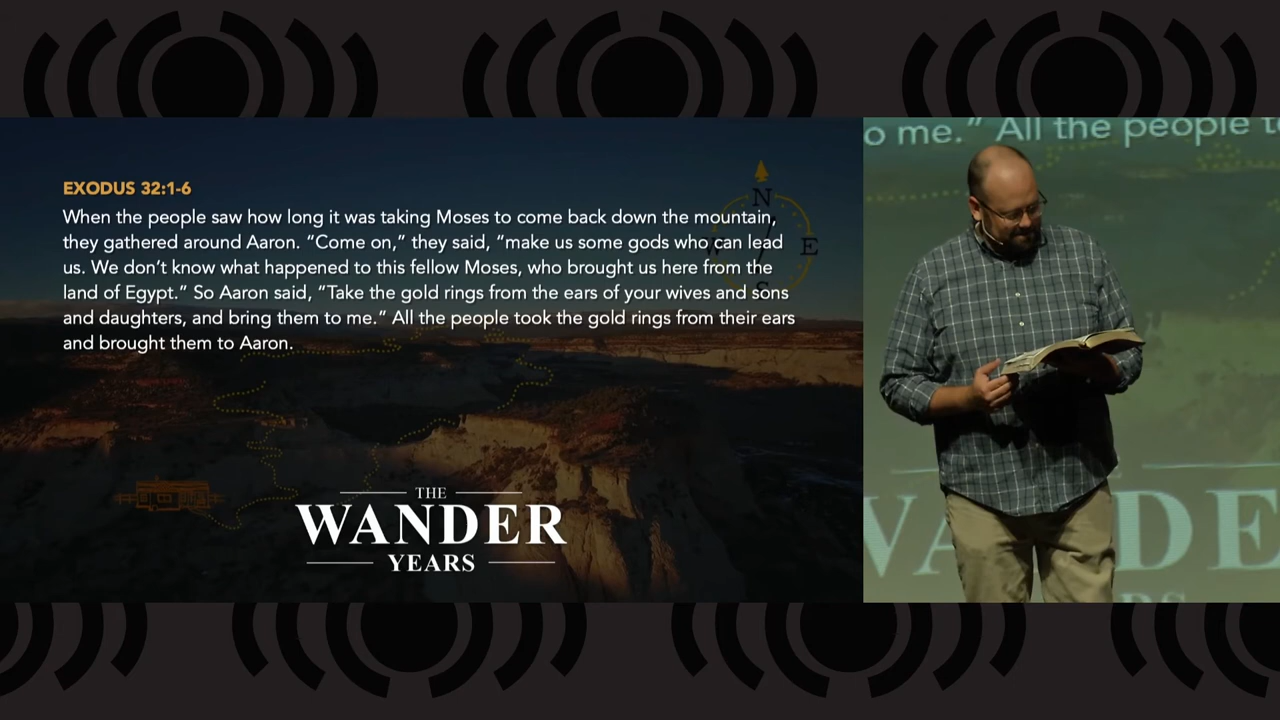 EXODUS 32:1-6
When the people saw how long it was taking Moses to come back down the mountain,
they gathered around Aaron. “Come on,” they said, “make us some gods who can lead
us. We don’t know what happened to this fellow Moses, who brought us here from the
land of Egypt.” So Aaron said, “Take the gold rings from the ears of your wives and sons
and daughters, and bring them to me.” All the people took the gold rings from their ears
and brought them to Aaron.
N
W E
S
THE
WANDER
YEARS
o me.” All the people t
WA DE
RS